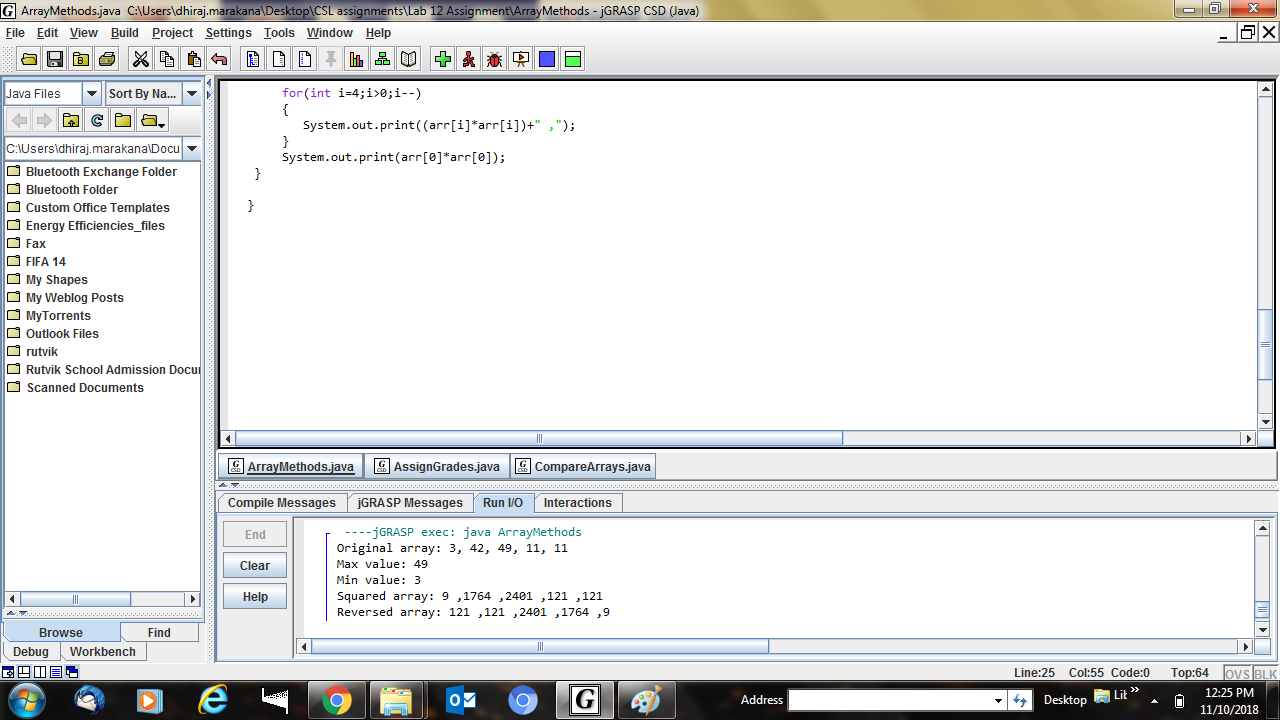 ArrayMethods.java  C:\Users\dhiraj.marakana\Desktop\CSL assignments\Lab 12 Assignment\ArrayMethods - jGRASP CSD (Java)
File Edit View Build Project Settings Tools Window Help
Java Files Sort By Na...
C:\Users\dhiraj.marakana\Docu
Bluetooth Exchange Folder
Bluetooth Folder
Custom Office Templates
Energy Efficiencies_files
Fax
FIFA 14
My Shapes
My Weblog Posts
MyTorrents
Outlook Files
rutvik
Rutvik School Admission Docu
Scanned Documents
Browse Find
Debug Workbench
for(int i=4;i>0;i--)
{
System.out.print((arr[i]*arr[i])+" ,");
}
System.out.print(arr[0]*arr[0]);
}
}
ArrayMethods.java AssignGrades.java CompareArrays.java
Compile Messages jGRASP Messages Run I/O Interactions
End
Clear
Help
----jGRASP exec: java ArrayMethods
Original array: 3, 42, 49, 11, 11
Max value: 49
Min value: 3
Squared array: 9 ,1764 ,2401 ,121 ,121
Reversed array: 121 ,121 ,2401 ,1764 ,9
Line:25 Col:55 Code:0 Top:64 OVS BLK
Address Desktop Lit »
12:25 PM
11/10/2018